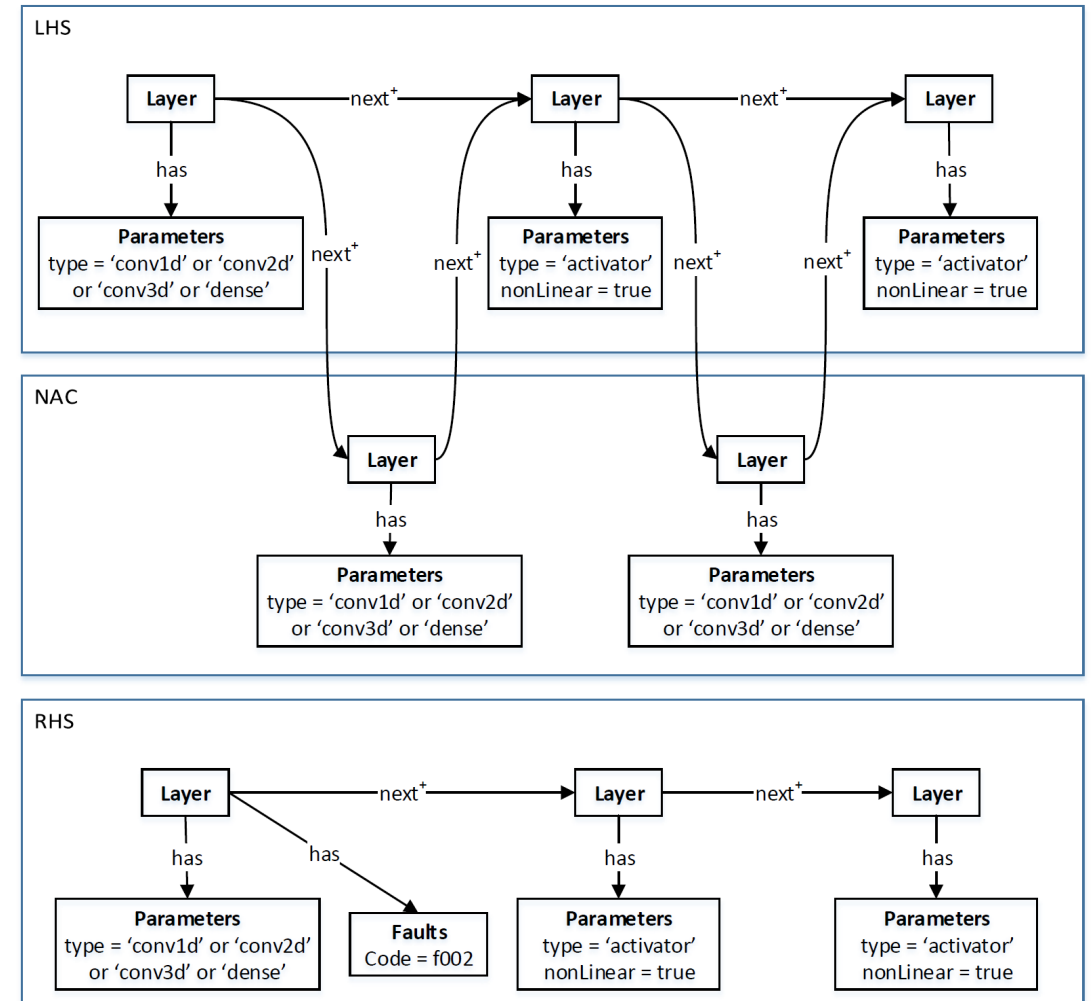 LHS
Layer
next+
Layer
next+
Layer
has
has
has
Parameters
type = ‘conv1d’ or ‘conv2d’
or ‘conv3d’ or ‘dense’
next+
next+
Parameters
type = ‘activator’
nonLinear = true
next+
next+
Parameters
type = ‘activator’
nonLinear = true
NAC
Layer
Layer
has
has
Parameters
type = ‘conv1d’ or ‘conv2d’
or ‘conv3d’ or ‘dense’
Parameters
type = ‘conv1d’ or ‘conv2d’
or ‘conv3d’ or ‘dense’
RHS
Layer
next+
Layer
next+
Layer
has
has
has
has
Parameters
type = ‘conv1d’ or ‘conv2d’
or ‘conv3d’ or ‘dense’
Faults
Code = f002
Parameters
type = ‘activator’
nonLinear = true
Parameters
type = ‘activator’
nonLinear = true